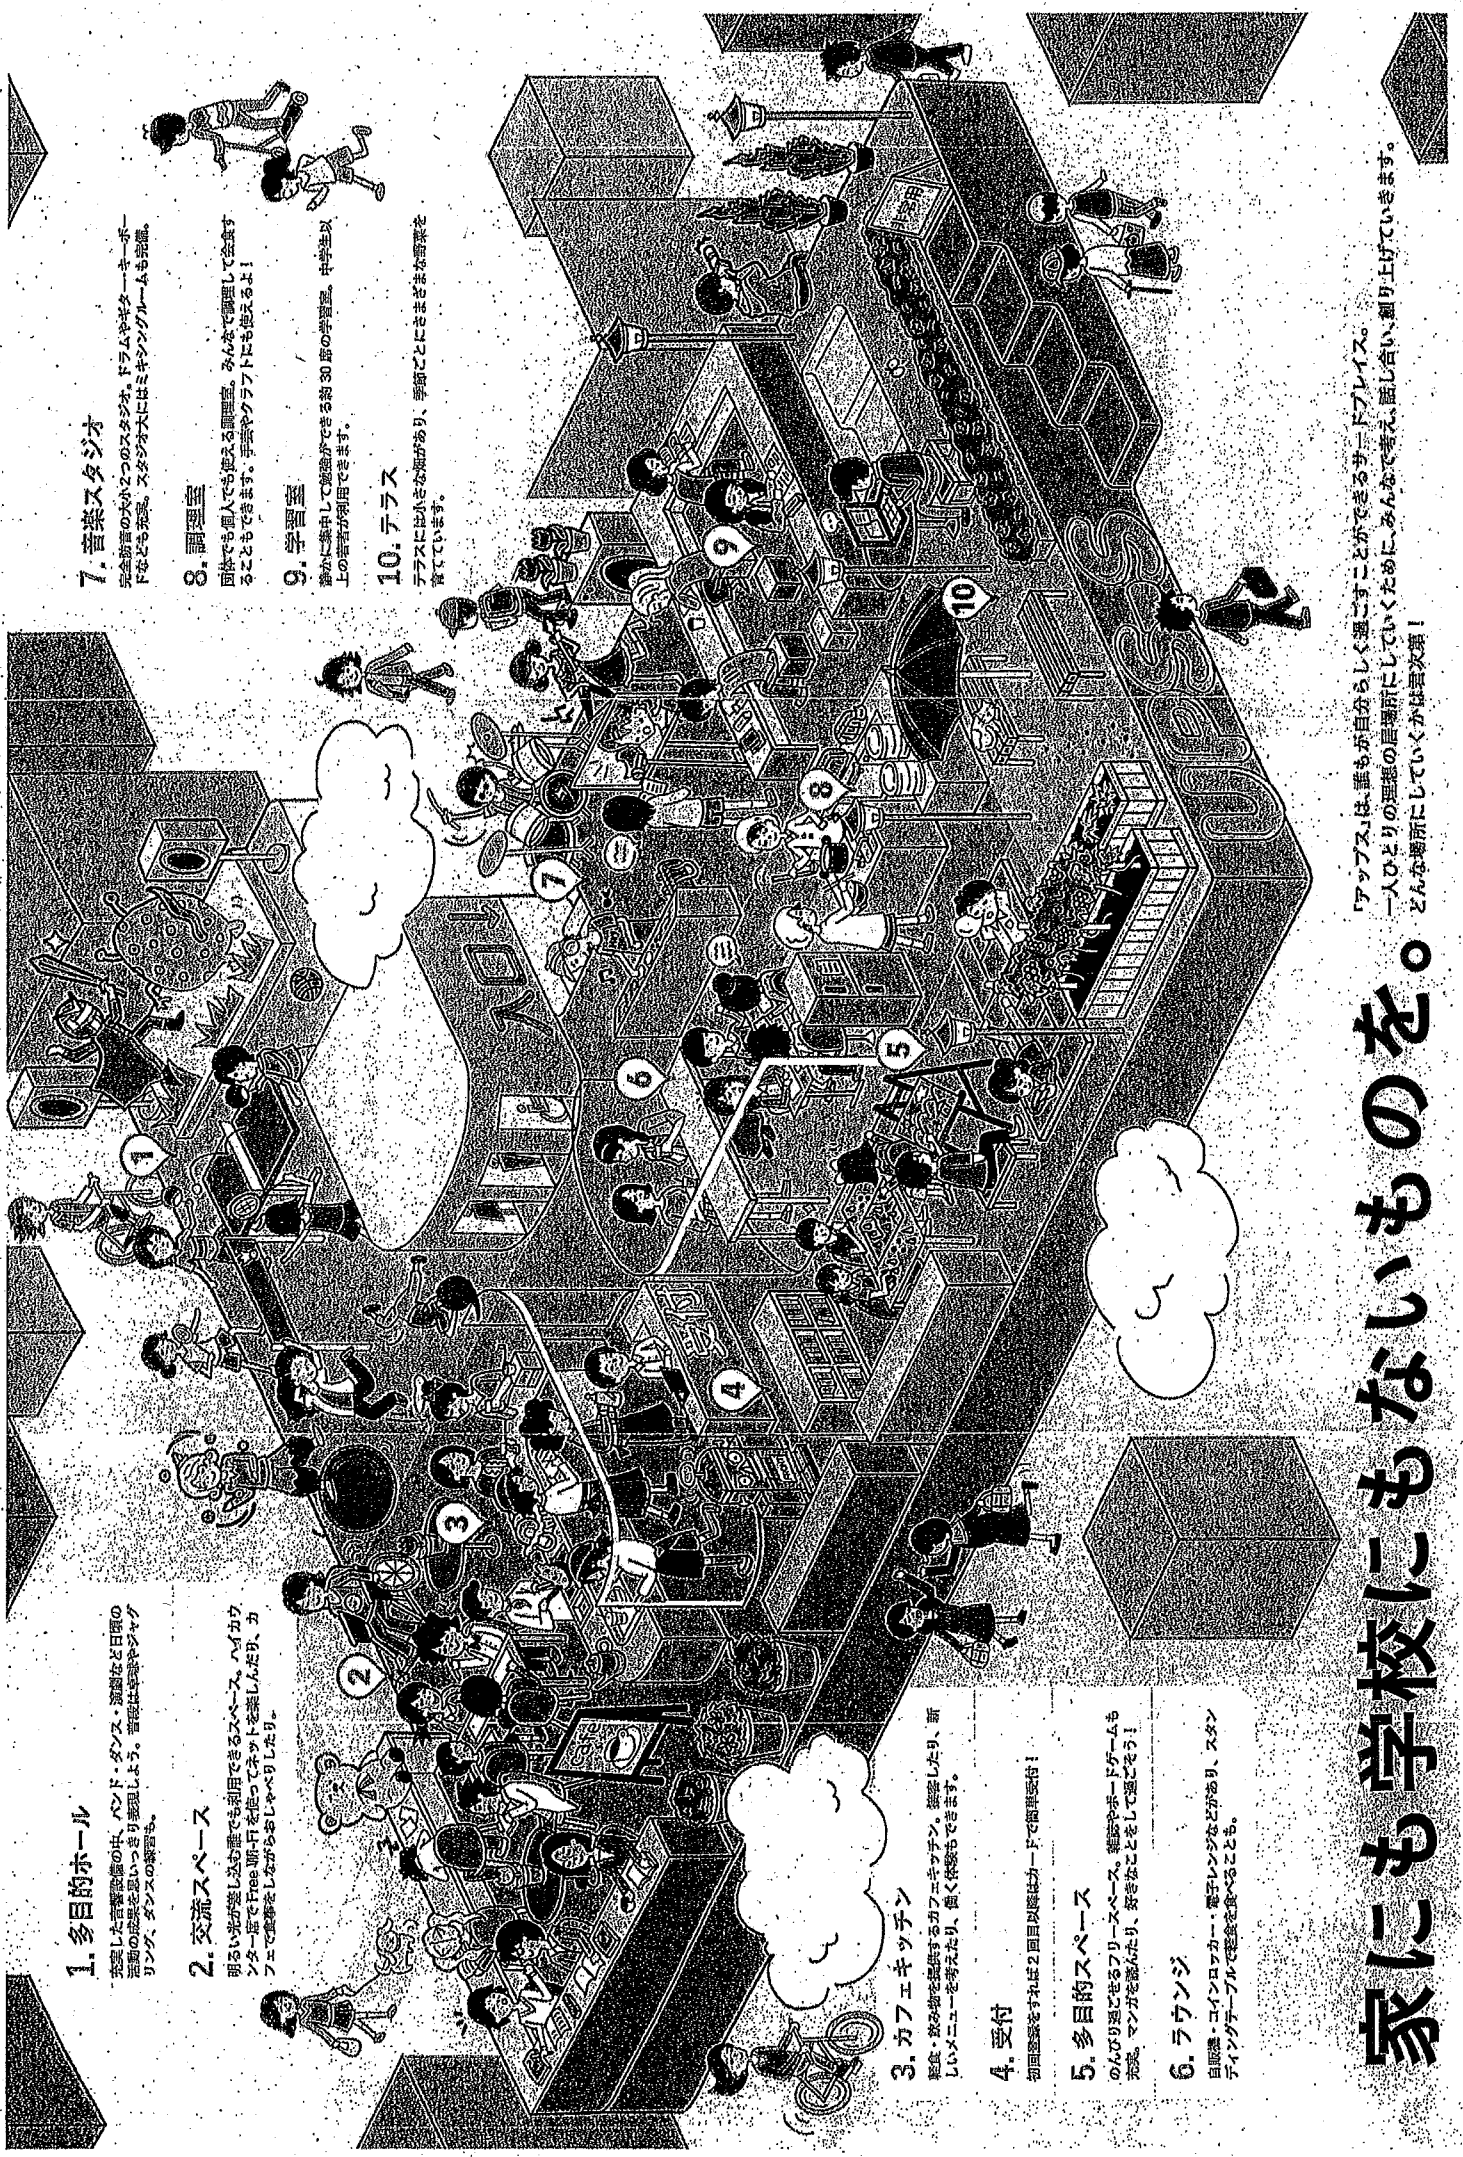 家にも学校にもないものを。
「アップス」は、誰もが自分らしく過ごすことができるサードプレイス。
一人ひとりの理想の居場所にしていくために、みんなで考え、話し合い、創り上げていきます。
どんな場所にしていくかは君次第！
1. 多目的ホール
充実した音響設備の中、バンド・ダンス・演劇など日頃の
活動の成果を思いっきり表現しよう。普段は卓球やジャグ
リング、ダンスの練習も。
2. 交流スペース
明るい光が差し込む誰でも利用できるスペース。ハイカウ
ンター席でFree Wi-Fiを使ってネットを楽しんだり、カ
フェで食事をしながらおしゃべりしたり。
3. カフェキッチン
軽食・飲み物を提供するカフェキッチン。接客したり、新
しいメニューを考えたり、働く体験もできます。
4. 受付
初回登録をすれば2回目以降はカードで簡単受付！
5. 多目的スペース
のんびり過ごせるフリースペース。雑誌やボードゲームも
充実。マンガを読んだり、好きなことをして過ごそう！
6. ラウンジ
自販機・コインロッカー・電子レンジなどがあり、スタン
ディングテーブルで軽食を食べることも。
7. 音楽スタジオ
完全防音の大小2つのスタジオ。ドラムやギター・キーボー
ドなども充実。スタジオ大にはミキシングルームも完備。
8. 調理室
団体でも個人でも使える調理室。みんなで調理して会食す
ることもできます。手芸やクラフトにも使えるよ！
9. 学習室
静かに集中して勉強ができる約30席の学習室。中学生以
上の若者が利用できます。
10. テラス
テラスには小さな畑があり、季節ごとにさまざまな野菜を
育てています。
1
2
3
4
5
6
7
8
9
10
入口
受付
cafe
upss